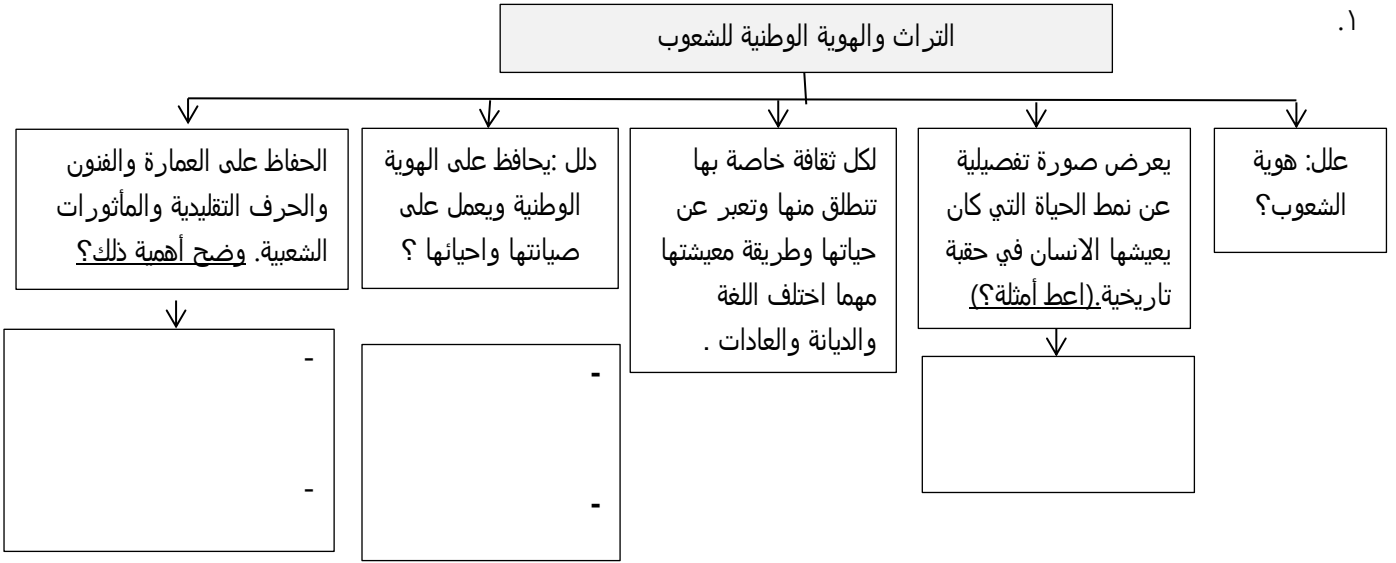 ١.
التراث والهوية الوطنية للشعوب
علل: هوية
الشعوب؟
يعرض صورة تفصيلية
عن نمط الحياة التي كان
يعيشها الانسان في حقبة
تاريخية.(اعط أمثلة؟)
لكل ثقافة خاصة بها
تنطلق منها وتعبر عن
حياتها وطريقة معيشتها
مهما اختلف اللغة
والديانة والعادات .
دلل :يحافظ على الهوية
الوطنية ويعمل على
صيانتها واحيائها ؟
-
-
الحفاظ على العمارة والفنون
والحرف التقليدية والمأثورات
الشعبية. وضح أهمية ذلك؟
-
-